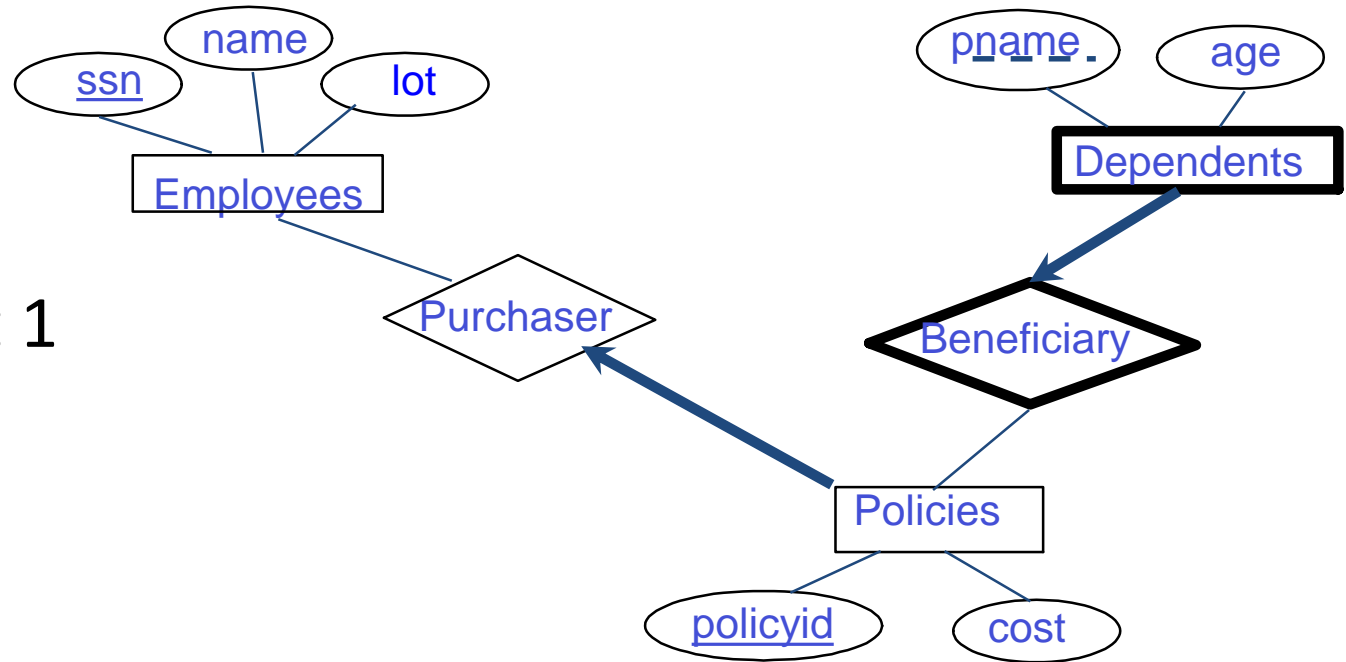 name
ssn
lot
Employees
pname
age
Dependents
1
Purchaser
Beneficiary
Policies
policyid
cost